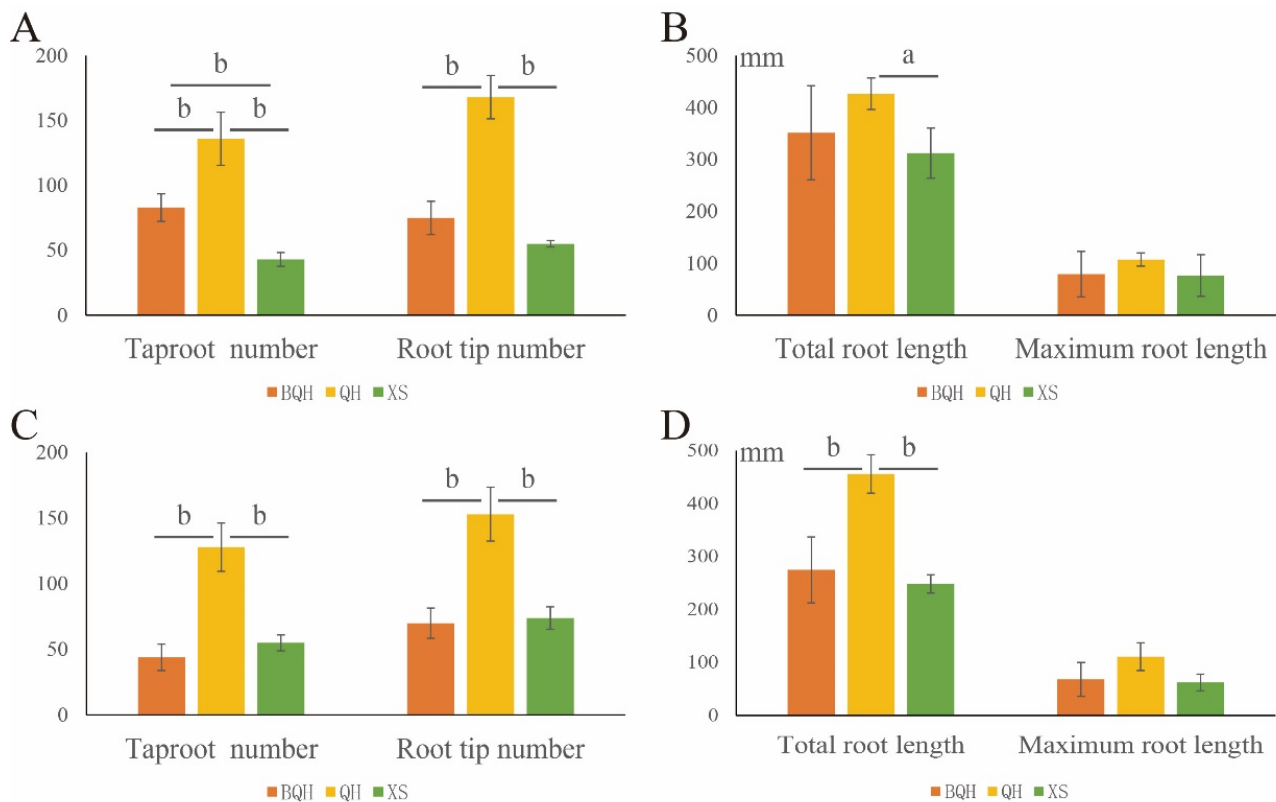 A
200
150
100
50
0
b
b b
b b
Taproot number Root tip number
BQH QH XS
B
500
400
300
200
100
0
mm
a
Total root length Maximum root length
BQH QH XS
C
200
150
100
50
0
b b
b b
Taproot number Root tip number
BQH QH XS
D
500
400
300
200
100
0
mm
b b
Total root length Maximum root length
BQH QH XS